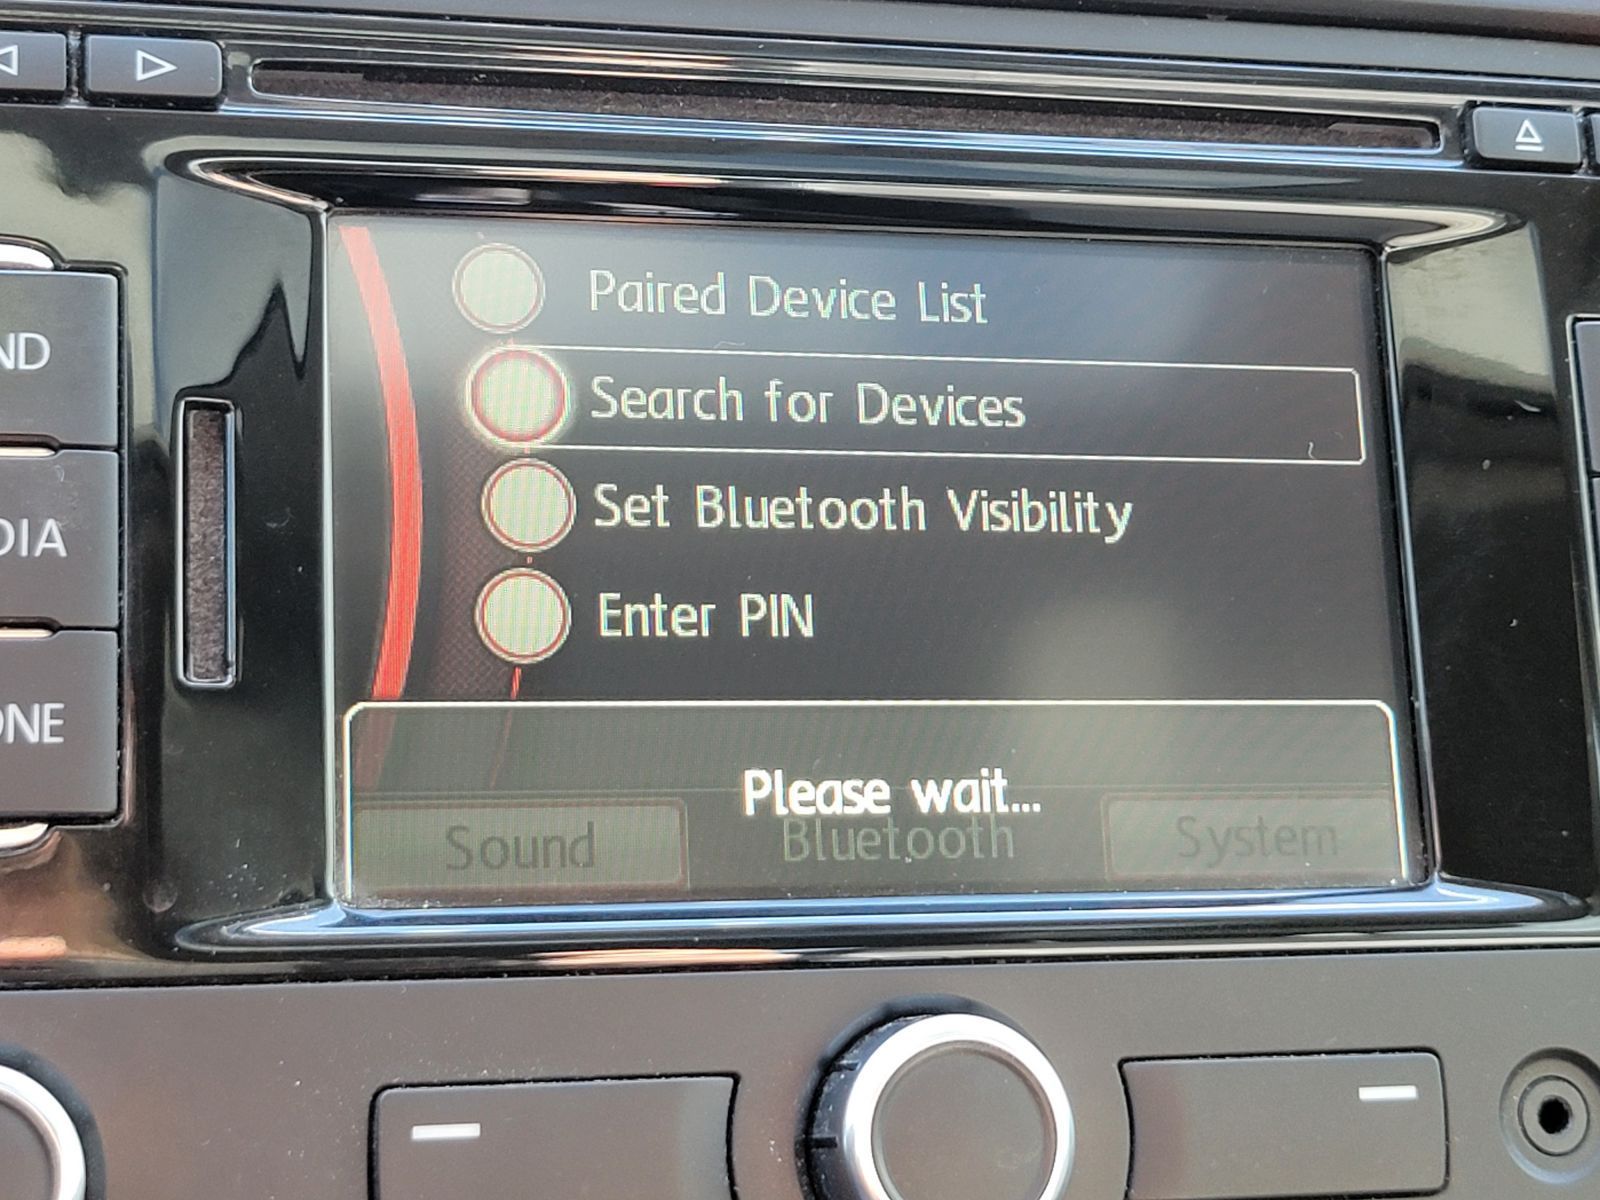 Paired Device List
Search for Devices
Set Bluetooth Visibility
Enter PIN
Please wait...
Sound
Bluetooth
System
ND
DIA
ONE